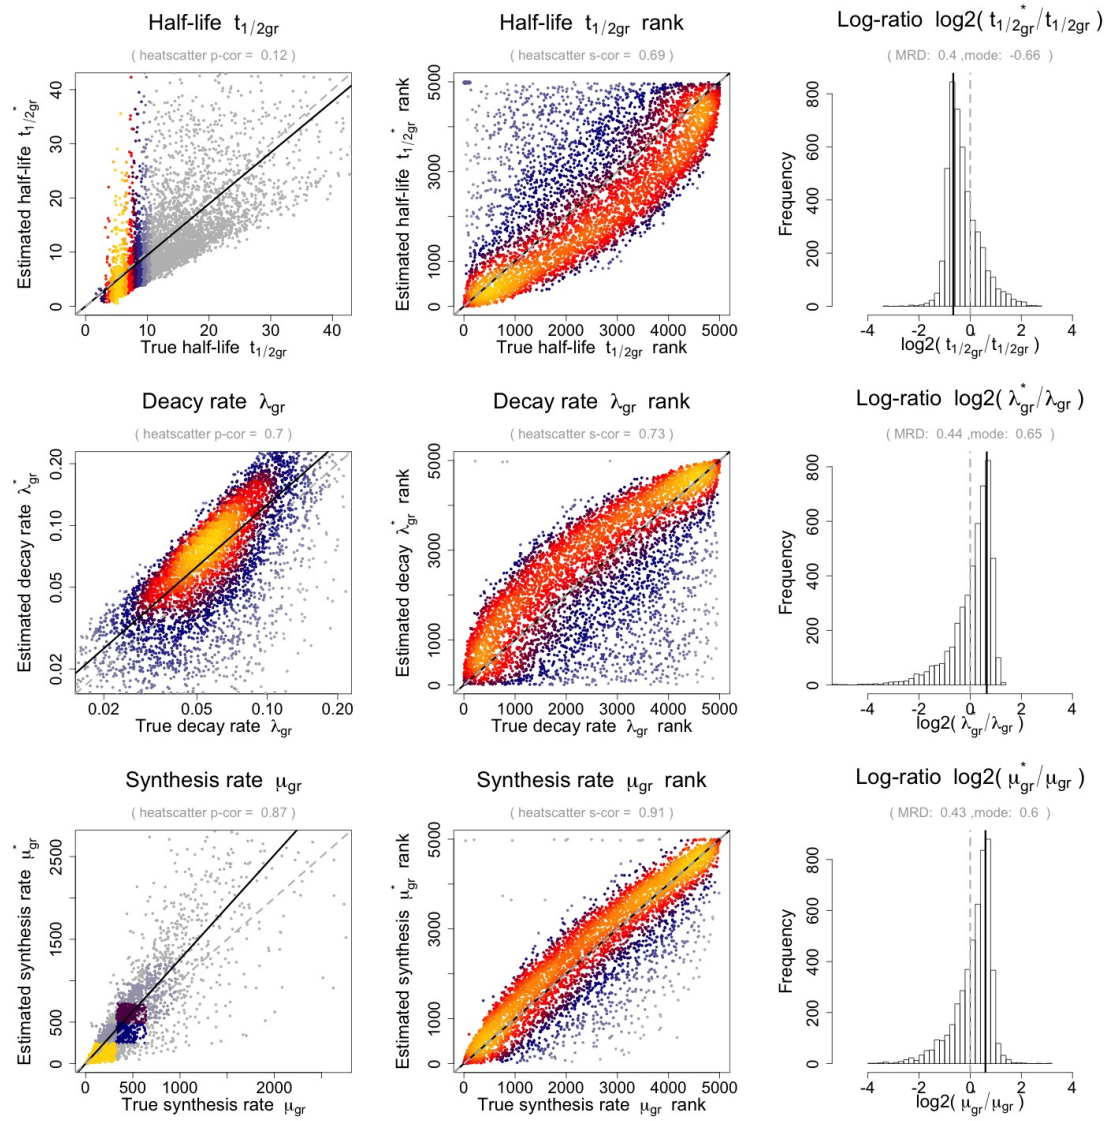 Half-life t1/2gr
( heatscatter p-cor = 0.12 )
Estimated half-life t*1/2gr
40
30
20
10
0
0 10 20 30 40
True half-life t1/2gr
Half-life t1/2gr rank
( heatscatter s-cor = 0.69 )
Estimated half-life t*1/2gr rank
5000
3000
1000
0
0 1000 2000 3000 4000 5000
True half-life t1/2gr rank
Log-ratio log2( t*1/2gr/t1/2gr )
( MRD: 0.4 ,mode: -0.66 )
Frequency
800
600
400
200
0
-4 -2 0 2 4
log2( t*1/2gr/t1/2gr )
Deacy rate λgr
( heatscatter p-cor = 0.7 )
Estimated decay rate λ*gr
0.20
0.10
0.05
0.02
0.02 0.05 0.10 0.20
True decay rate λgr
Decay rate λgr rank
( heatscatter s-cor = 0.73 )
Estimated decay λ*gr rank
5000
3000
1000
0
0 1000 2000 3000 4000 5000
True decay rate λgr rank
Log-ratio log2( λ*gr/λgr )
( MRD: 0.44 ,mode: 0.65 )
Frequency
800
600
400
200
0
-4 -2 0 2 4
log2( λ*gr/λgr )
Synthesis rate μgr
( heatscatter p-cor = 0.87 )
Estimated synthesis rate μ*gr
2500
1500
500
0
0 500 1000 2000
True synthesis rate μgr
Synthesis rate μgr rank
( heatscatter s-cor = 0.91 )
Estimated synthesis μ*gr rank
5000
3000
1000
0
0 1000 2000 3000 4000 5000
True synthesis rate μgr rank
Log-ratio log2( μ*gr/μgr )
( MRD: 0.43 ,mode: 0.6 )
Frequency
800
600
400
200
0
-4 -2 0 2 4
log2( μ*gr/μgr )